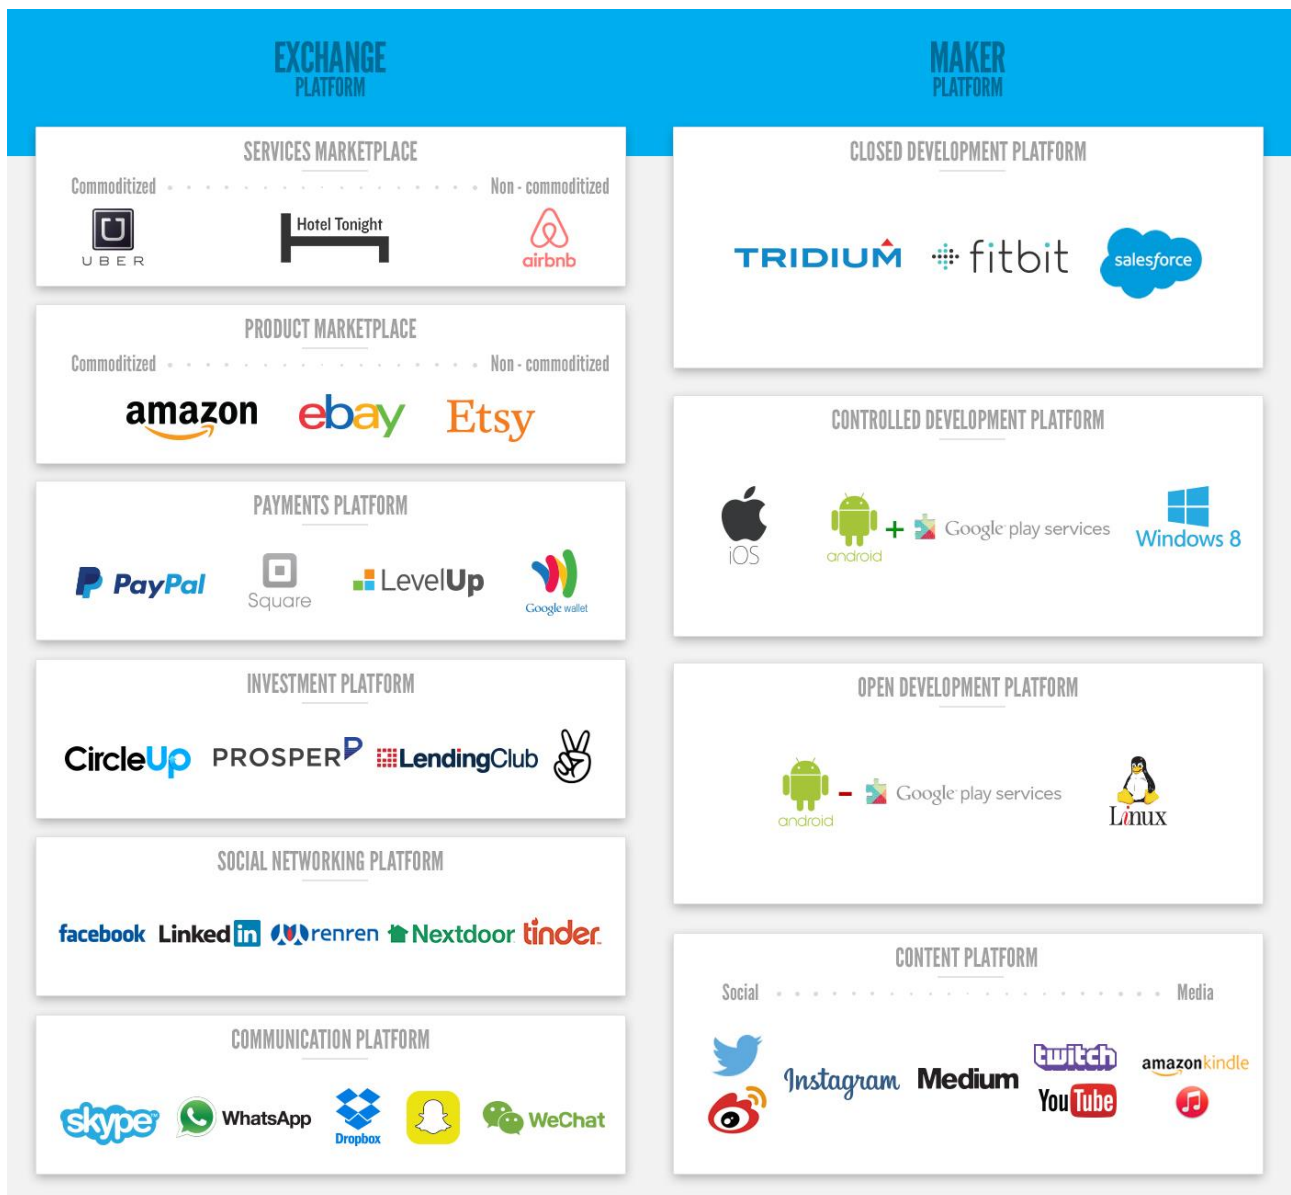 EXCHANGE
PLATFORM
SERVICES MARKETPLACE
Commoditized Non - commoditized
UBER
Hotel Tonight
airbnb
PRODUCT MARKETPLACE
Commoditized Non - commoditized
amazon ebay Etsy
PAYMENTS PLATFORM
PayPal
Square
LevelUp
Google wallet
INVESTMENT PLATFORM
CircleUp PROSPER LendingClub
SOCIAL NETWORKING PLATFORM
facebook Linked in renren Nextdoor tinder
COMMUNICATION PLATFORM
skype WhatsApp Dropbox WeChat
MAKER
PLATFORM
CLOSED DEVELOPMENT PLATFORM
TRIDIUM fitbit salesforce
CONTROLLED DEVELOPMENT PLATFORM
iOS
android + Google play services
Windows 8
OPEN DEVELOPMENT PLATFORM
android - Google play services
Linux
CONTENT PLATFORM
Social Media
Instagram Medium
twitch
YouTube
amazonkindle